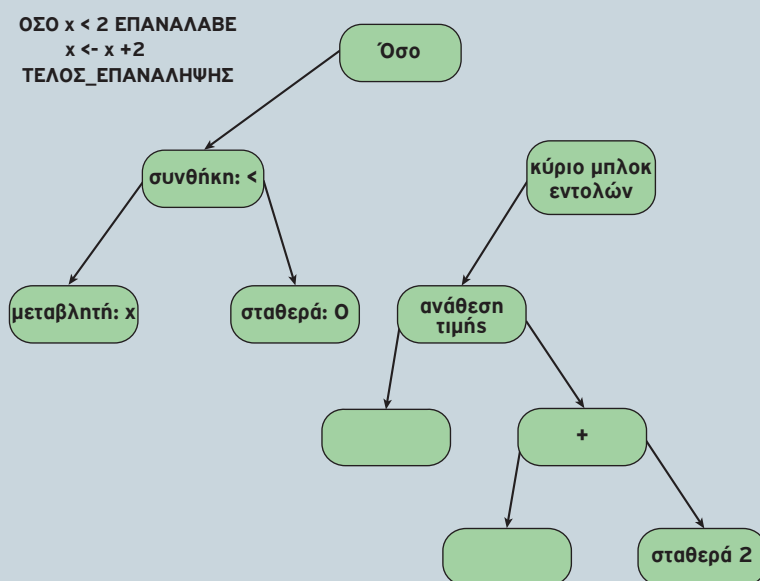 ΟΣΟ x < 2 ΕΠΑΝΑΛΑΒΕ
x <- x +2
ΤΕΛΟΣ_ΕΠΑΝΑΛΗΨΗΣ
Όσο
συνθήκη: <
κύριο μπλοκ
εντολών
μεταβλητή: x
σταθερά: Ο
ανάθεση
τιμής
+
σταθερά 2